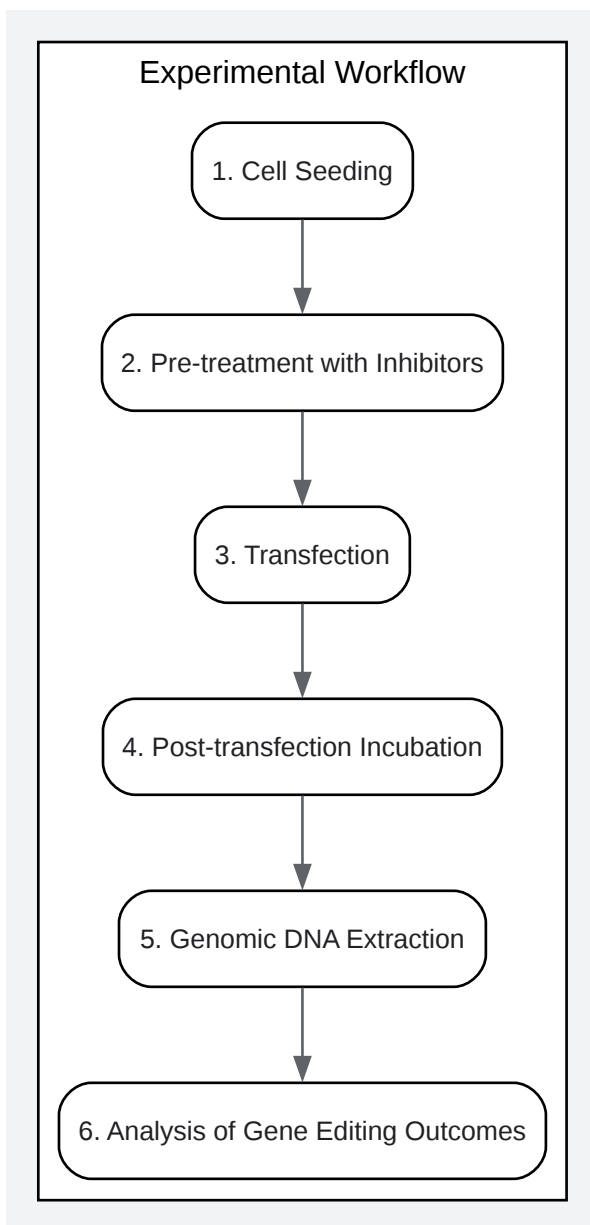 Experimental Workflow
1. Cell Seeding
2. Pre-treatment with Inhibitors
3. Transfection
4. Post-transfection Incubation
5. Genomic DNA Extraction
6. Analysis of Gene Editing Outcomes